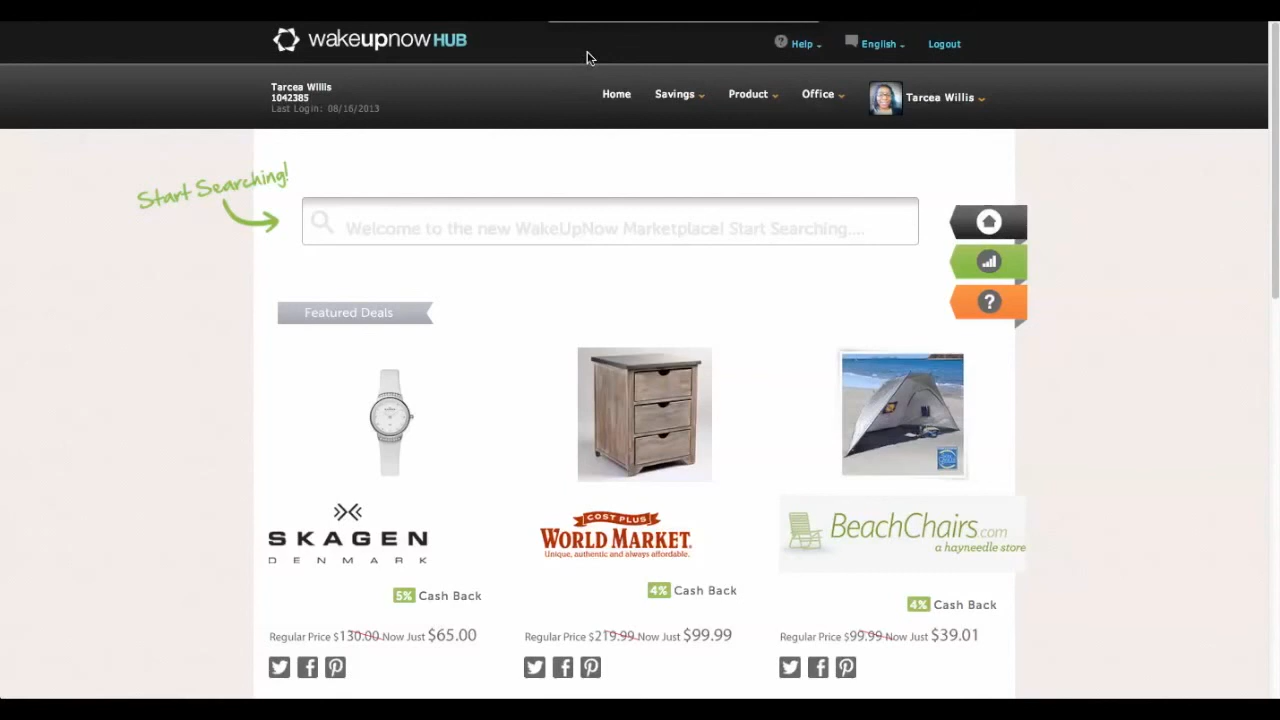 wakeupnow HUB
Help
English
Logout
Tarcea Willis
1042385
Last Login: 08/16/2013
Home
Savings
Product
Office
Tarcea Willis
Start Searching!
Welcome to the new WakeUpNow Marketplace! Start Searching....
?
Featured Deals
SKAGEN
DENMARK
COST PLUS
WORLD MARKET.
Unique, authentic and always affordable.
BeachChairs.com
a hayneedle store
5% Cash Back
4% Cash Back
4% Cash Back
Regular Price $130.00 Now Just $65.00
Regular Price $219.99 Now Just $99.99
Regular Price $99.99 Now Just $39.01